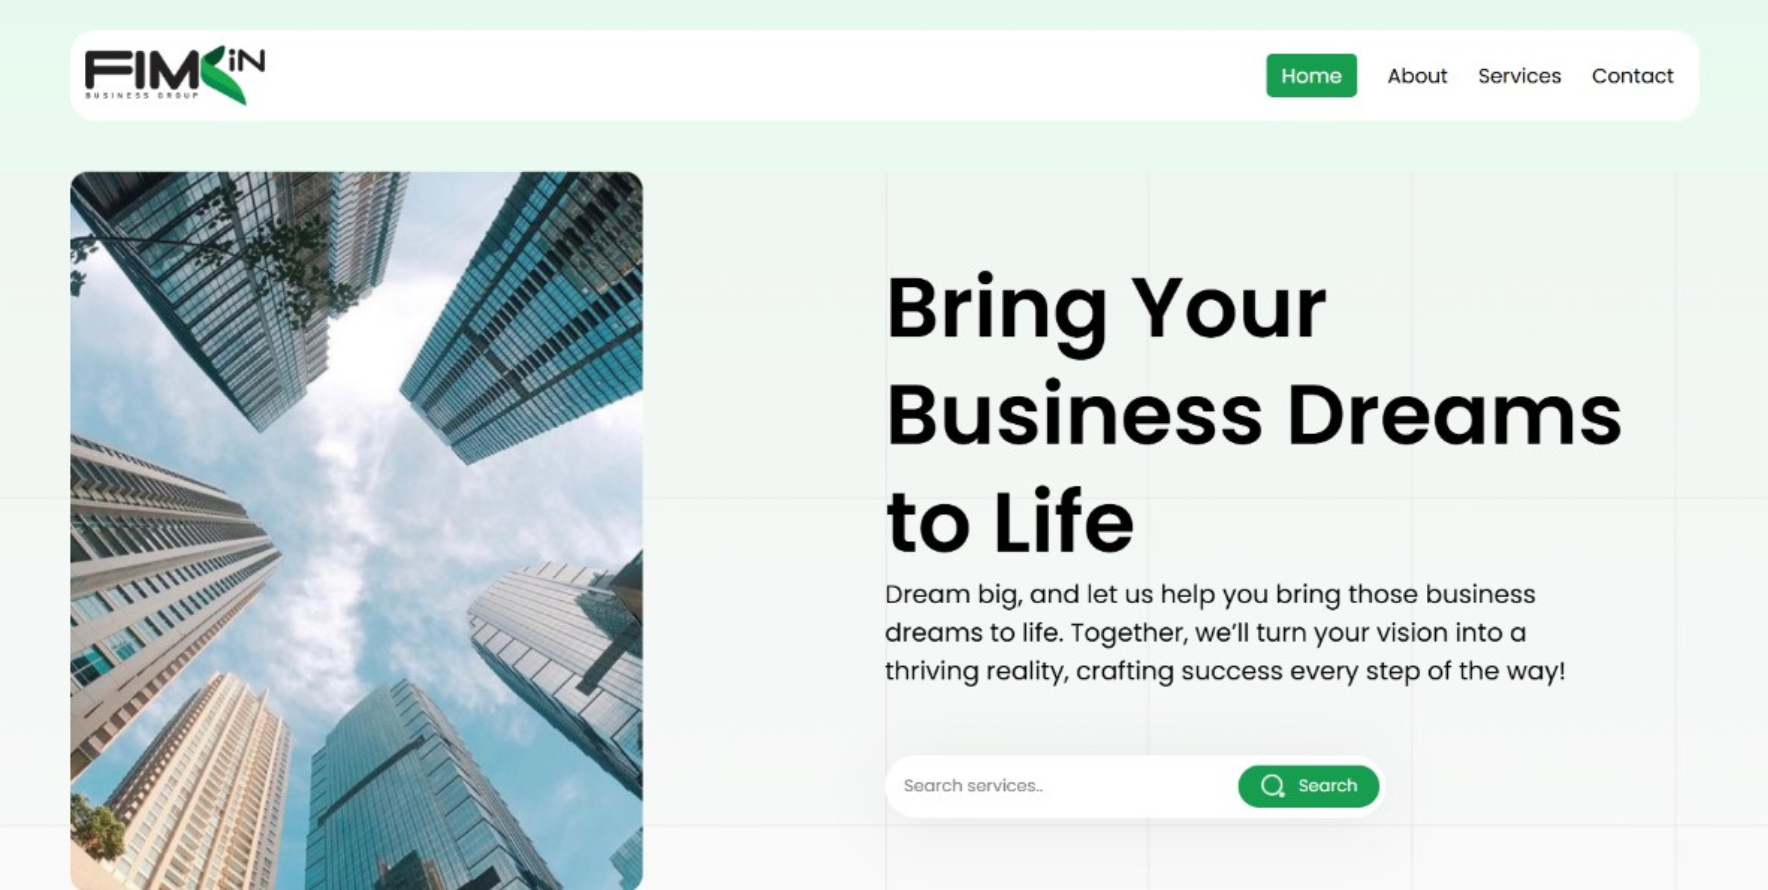 FIMKiN
BUSINESS GROUP
Home About Services Contact
Bring Your
Business Dreams
to Life
Dream big, and let us help you bring those business
dreams to life. Together, we’ll turn your vision into a
thriving reality, crafting success every step of the way!
Search services..
Search